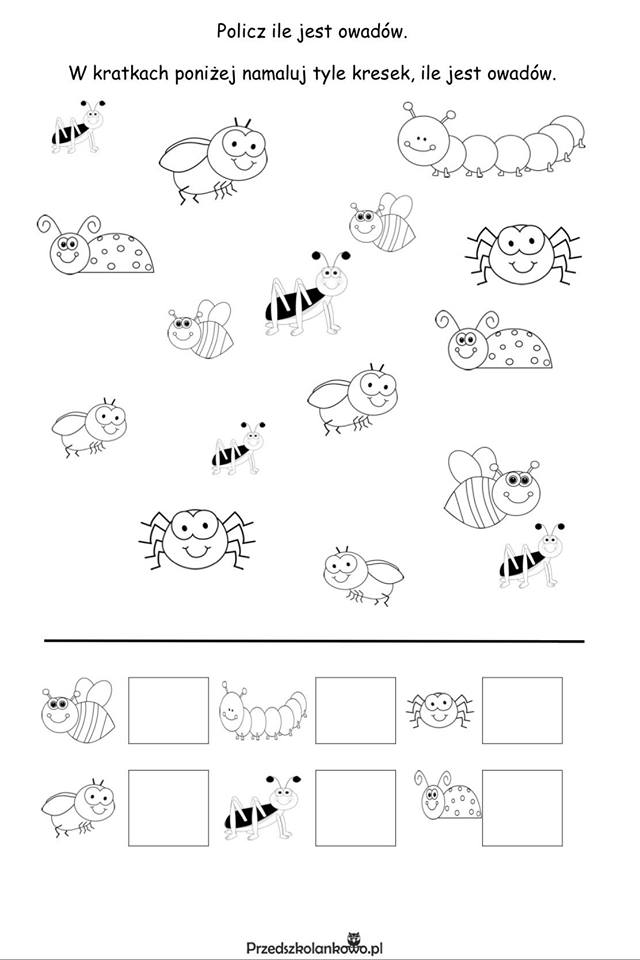 Policz ile jest owadów.
W kratkach poniżej namaluj tyle kresek, ile jest owadów.
Przedszkolankowo.pl